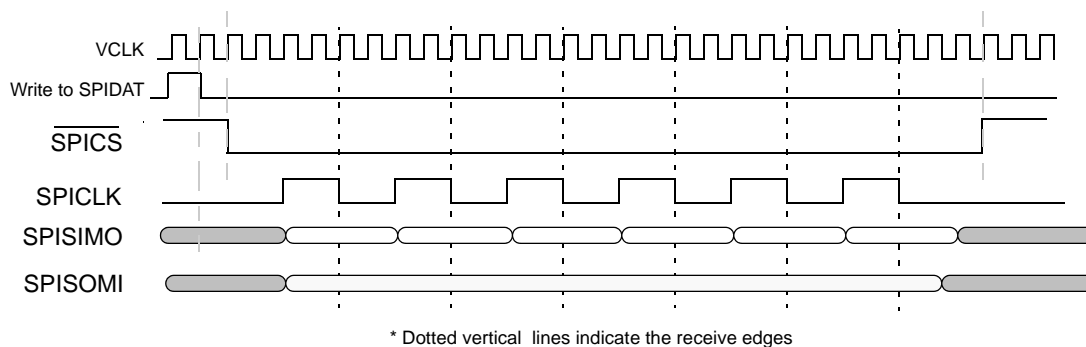 VCLK
Write to SPIDAT
SPICS
SPICLK
SPISIMO
SPISOMI
* Dotted vertical lines indicate the receive edges